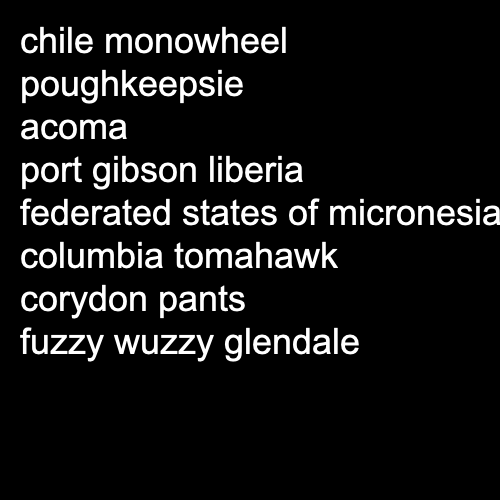 chile monowheel
poughkeepsie
acoma
port gibson liberia
federated states of micronesia
columbia tomahawk
corydon pants
fuzzy wuzzy glendale